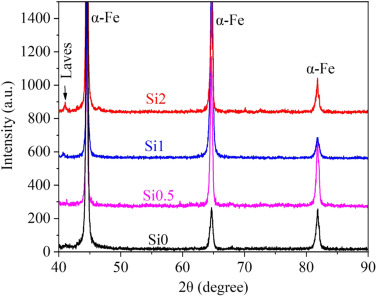 1400
1200
1000
800
600
400
200
0
Intensity (a.u.)
Laves
α-Fe
α-Fe
α-Fe
Si2
Si1
Si0.5
Si0
40
50
60
70
80
90
2θ (degree)